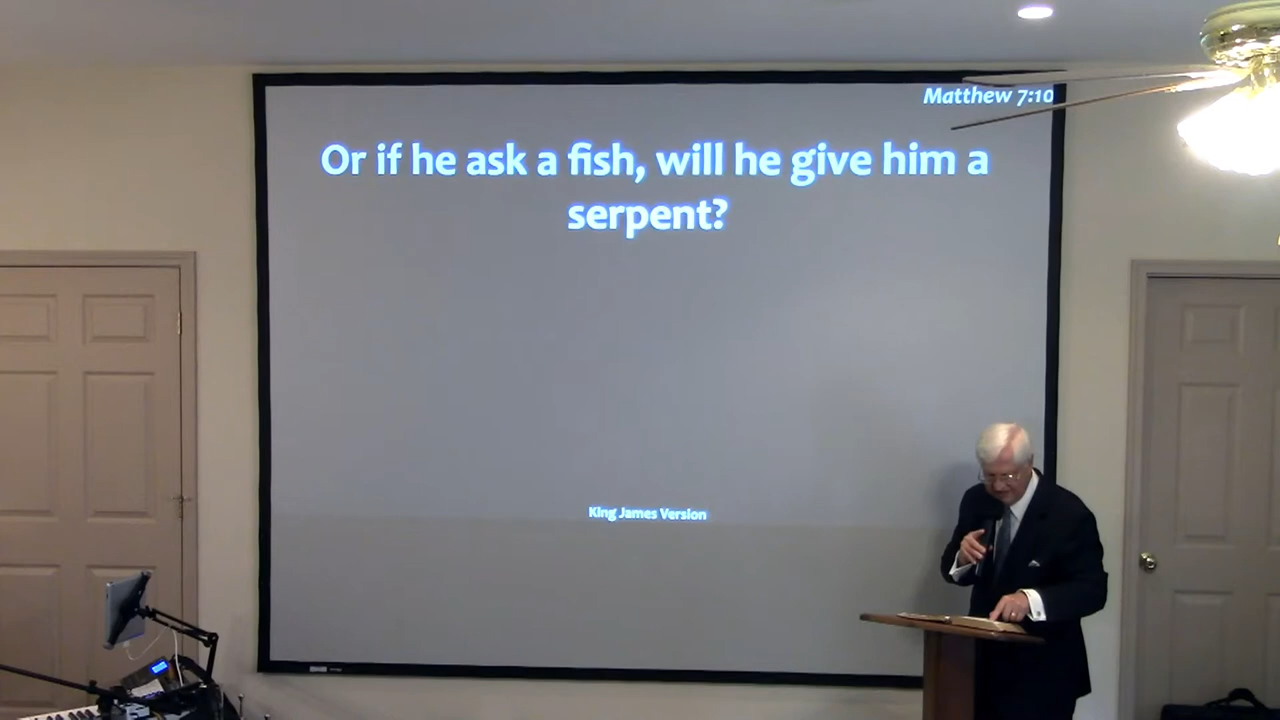 Matthew 7:10
Or if he ask a fish, will he give him a
serpent?
King James Version